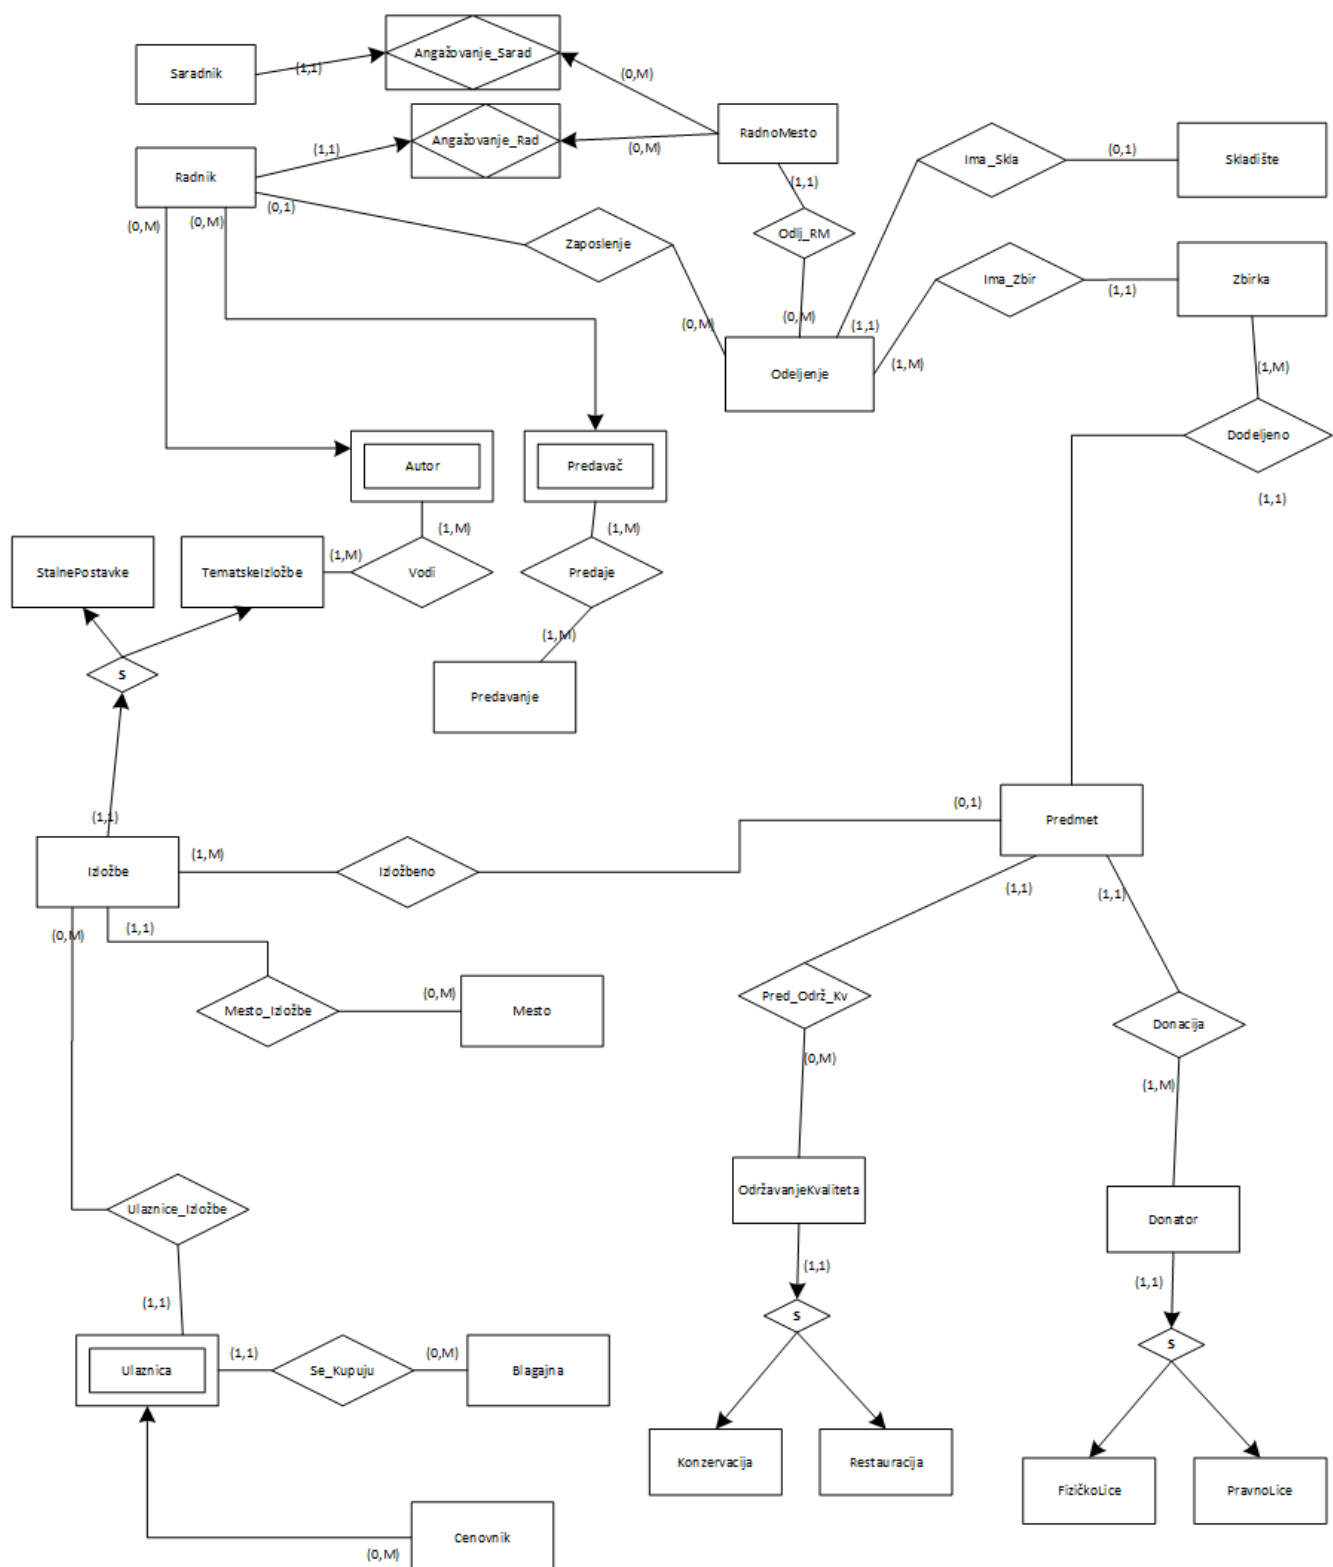 Angažovanje_Sarad
Saradnik
(1,1)
(0,M)
RadnoMesto
Angažovanje_Rad
(1,1)
(0,M)
Radnik
(0,1)
(0,M)
(0,M)
Ima_Skla
(0,1)
Skladište
(1,1)
Odlj_RM
Zaposlenje
Ima_Zbir
(1,1)
Zbirka
(0,M)
(0,M)
(1,1)
(1,M)
Odeljenje
(1,M)
Dodeljeno
(1,1)
Autor
Predavač
(1,M)
(1,M)
StalnePostavke
TematskeIzložbe
(1,M)
Vodi
Predaje
(1,M)
S
Predavanje
(1,1)
(0,1)
Predmet
Izložbe
(1,M)
Izložbeno
(1,1)
(1,1)
(0,M)
(1,1)
Mesto_Izložbe
(0,M)
Mesto
Pred_Održ_Kv
Donacija
(0,M)
(1,M)
OdržavanjeKvaliteta
Donator
Ulaznice_Izložbe
(1,1)
(1,1)
(1,1)
S
S
Ulaznica
(1,1)
Se_Kupuju
(0,M)
Blagajna
Konzervacija
Restauracija
FizičkoLice
PravnoLice
Cenovnik
(0,M)